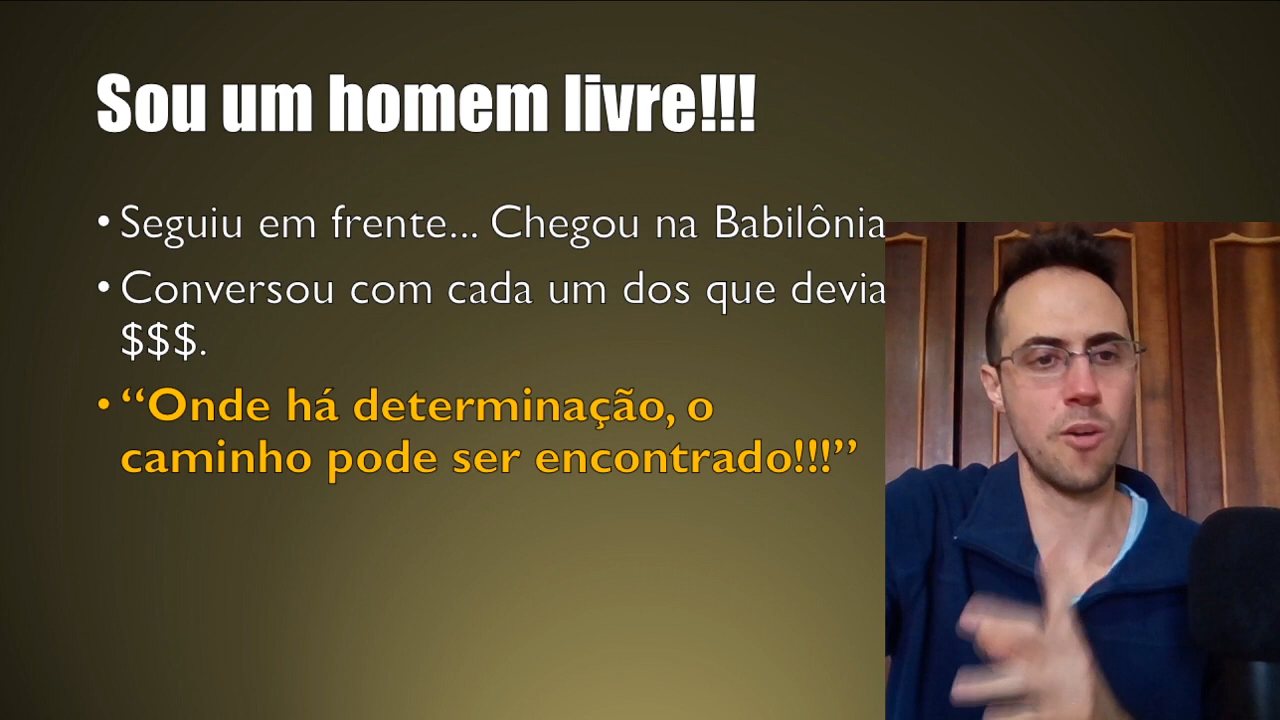 Sou um homem livre!!!
• Seguiu em frente... Chegou na Babilônia
• Conversou com cada um dos que devia
$$$.
• “Onde há determinação, o
caminho pode ser encontrado!!!”